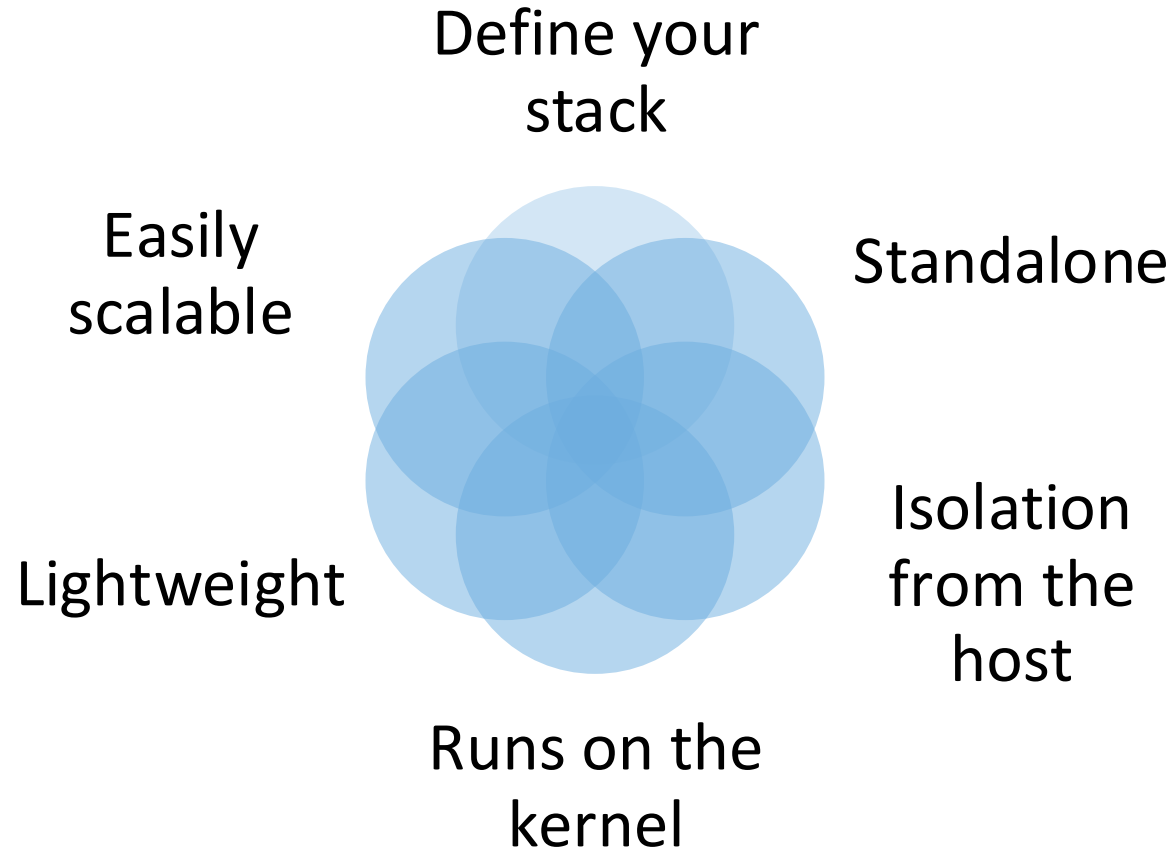 Define your
stack
Standalone
Isolation
from the
host
Runs on the
kernel
Lightweight
Easily
scalable